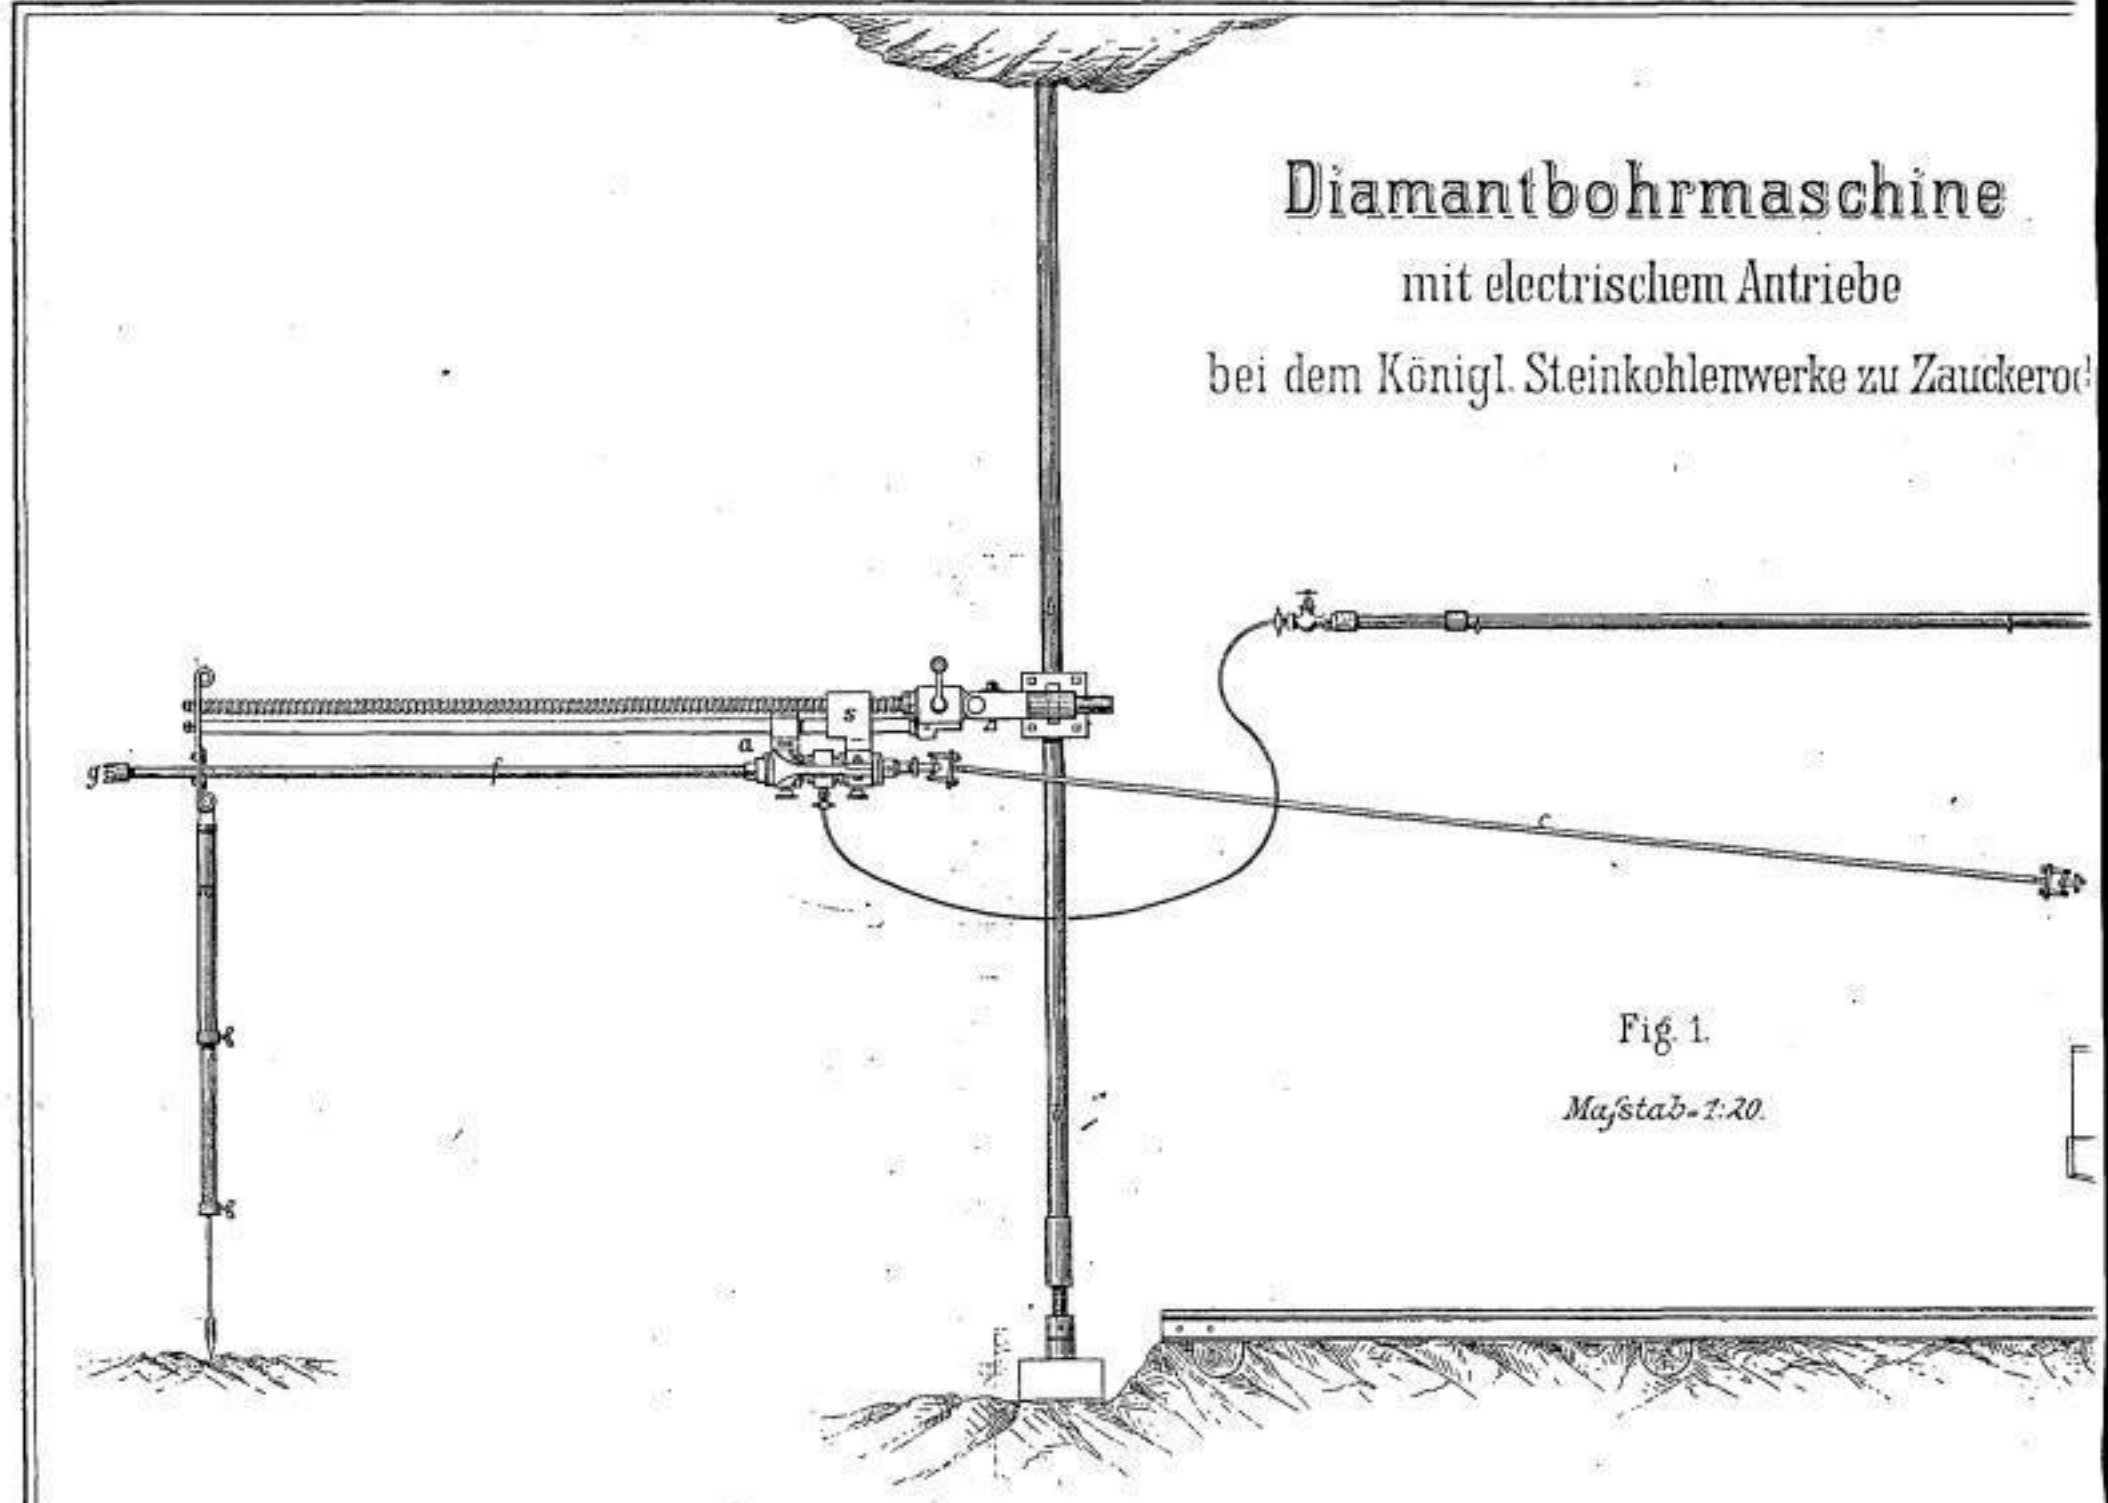 Diamantbohrmaschine
mit electrischem Antriebe
bei dem Königl. Steinkohlenwerke zu
b
s
a
g
f
c
b
Fig. 1.
Maſsstab = 1:20.